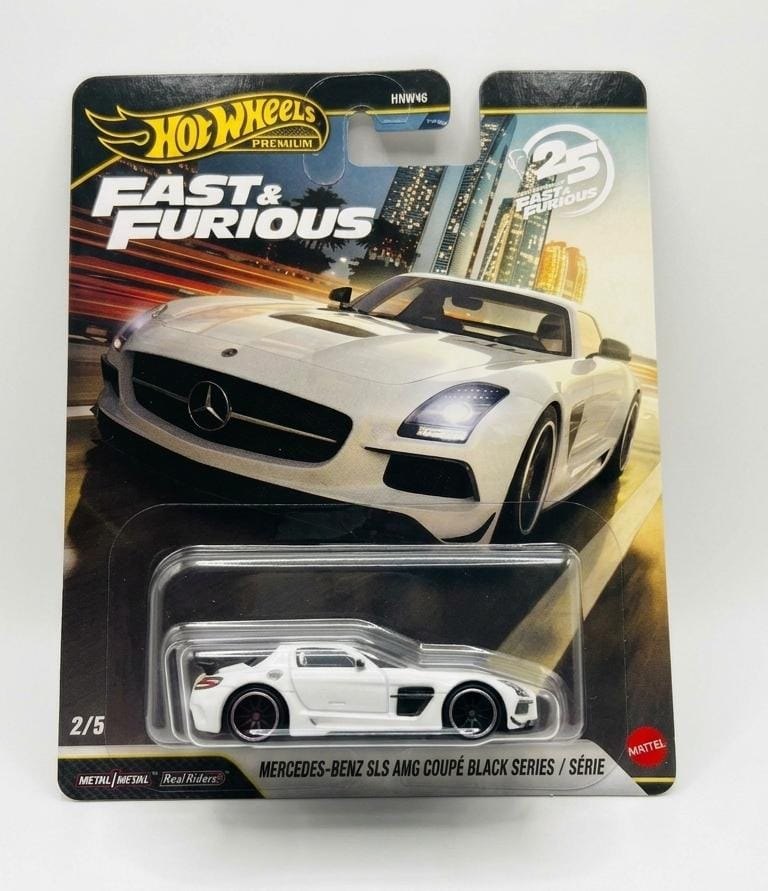 HNW46
HOT WHEELS
PREMIUM
FAST &
FURIOUS
25
FAST &
FURIOUS
2/5
MATTEL
MERCEDES-BENZ SLS AMG COUPÉ BLACK SERIES / SÉRIE
METAL/METAL Real Riders®